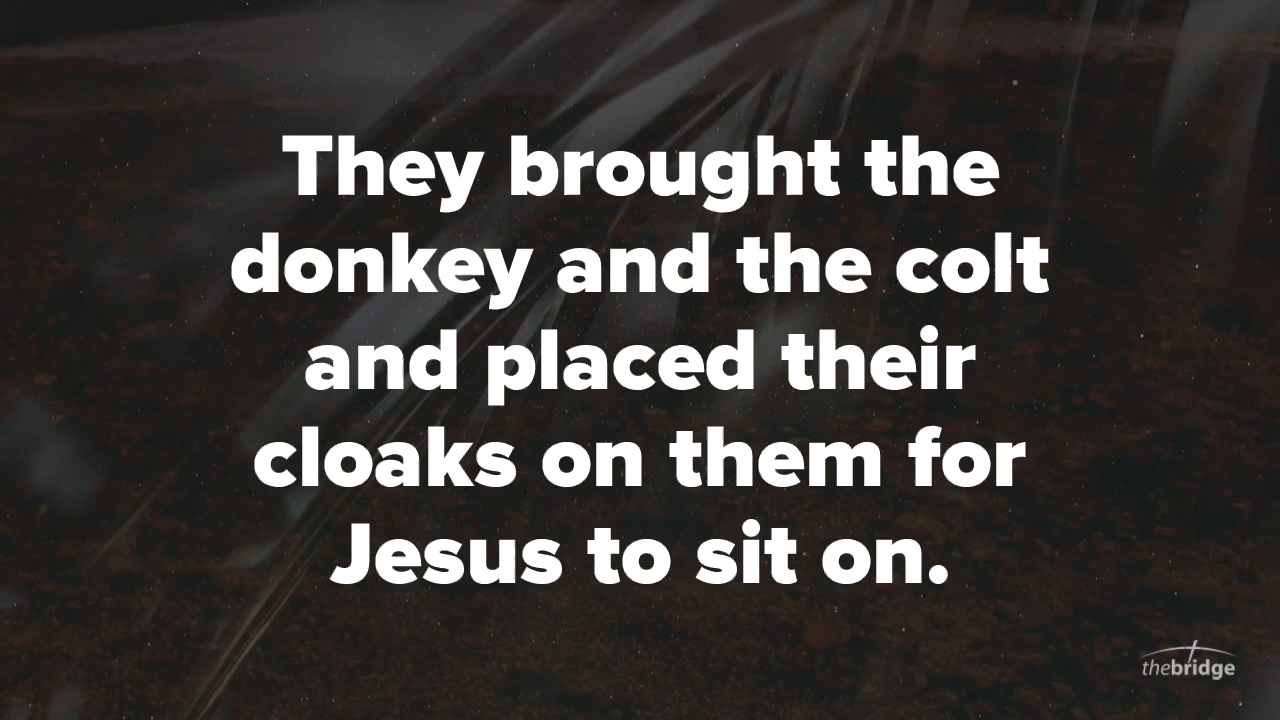 They brought the
donkey and the colt
and placed their
cloaks on them for
Jesus to sit on.
thebridge